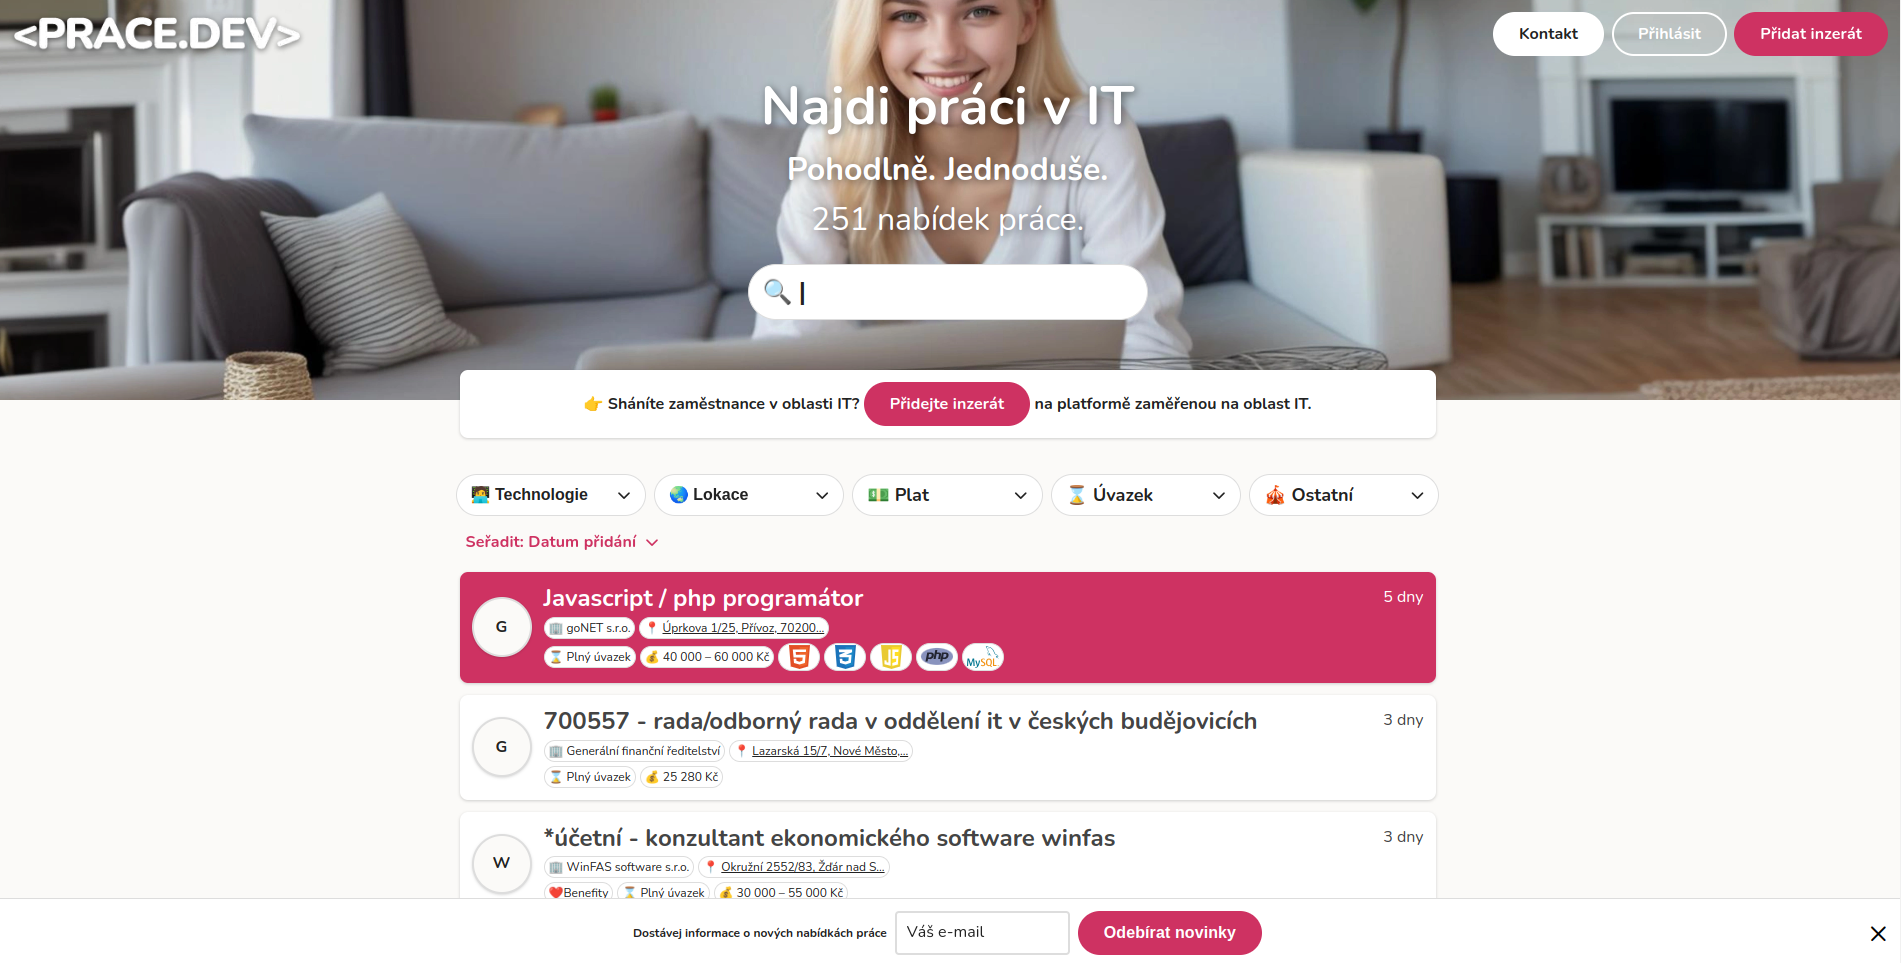 <PRACE.DEV>
Kontakt
Přihlásit
Přidat inzerát
Najdi práci v IT
Pohodlně. Jednoduše.
251 nabídek práce.
👉 Sháníte zaměstnance v oblasti IT? Přidejte inzerát na platformě zaměřenou na oblast IT.
Technologie
Lokace
Plat
Úvazek
Ostatní
Seřadit: Datum přidání
G
Javascript / php programátor
5 dny
goNET s.r.o.
Úprkova 1/25, Přívoz, 70200...
Plný úvazek
40 000 – 60 000 Kč
5
3
JS
php
MySQL
G
700557 - rada/odborný rada v oddělení it v českých budějovicích
3 dny
Generální finanční ředitelství
Lazarská 15/7, Nové Město,...
Plný úvazek
25 280 Kč
W
*účetní - konzultant ekonomického software winfas
3 dny
WinFAS software s.r.o.
Okružní 2552/83, Žďár nad S...
Benefity
Plný úvazek
30 000 – 55 000 Kč
Dostávej informace o nových nabídkách práce
Váš e-mail
Odebírat novinky